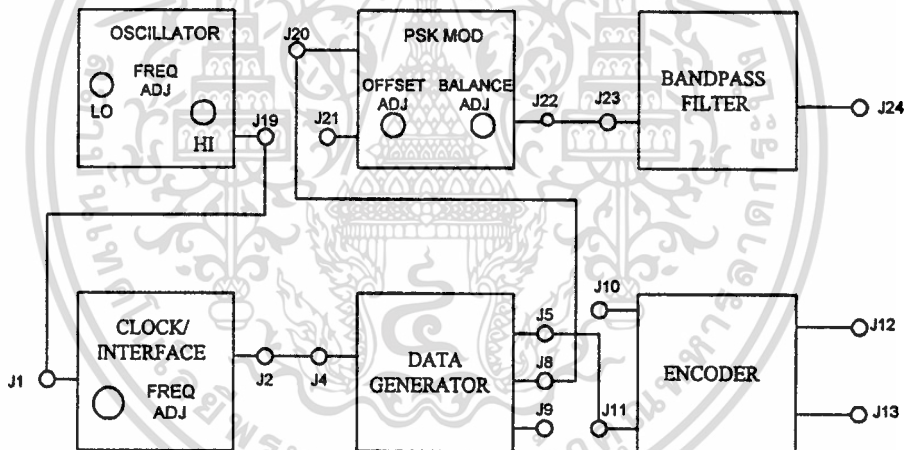 OSCILLATOR
FREQ
ADJ
LO
HI
J19
J20
J21
PSK MOD
OFFSET
ADJ
BALANCE
ADJ
J22
J23
BANDPASS
FILTER
J24
J1
CLOCK/
INTERFACE
FREQ
ADJ
J2
J4
DATA
GENERATOR
J5
J8
J9
J10
J11
ENCODER
J12
J13